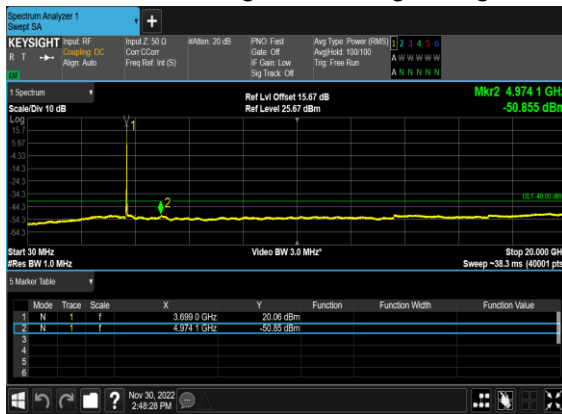 Spectrum Analyzer 1
Swept SA
+
KEYSIGHT Input: RF Input Z: 50 Ω #Atten: 20 dB PNO: Fast Avg Type: Power (RMS) 1 2 3 4 5 6
R T Coupling: DC Corr CCorr Gate: Off Avg|Hold: 100/100 A W W W W W
Align: Auto Freq Ref: Int (S) IF Gain: Low Trig: Free Run
Sig Track: Off A N N N N N
1 Spectrum Ref Lvl Offset 15.67 dB Mkr2 4.974 1 GHz
Scale/Div 10 dB Ref Level 25.67 dBm -50.855 dBm
Log
15.7
5.67
-4.33
-14.3
-24.3
-34.3
-44.3
-54.3
-64.3
1
2
Start 30 MHz Video BW 3.0 MHz* Stop 20.000 GHz
#Res BW 1.0 MHz Sweep ~38.3 ms (40001 pts)
5 Marker Table
Mode Trace Scale X Y Function Function Width Function Value
1 N 1 f 3.699 0 GHz 20.06 dBm
2 N 1 f 4.974 1 GHz -50.85 dBm
3
4
5
6
? Nov 30, 2022
2:48:28 PM